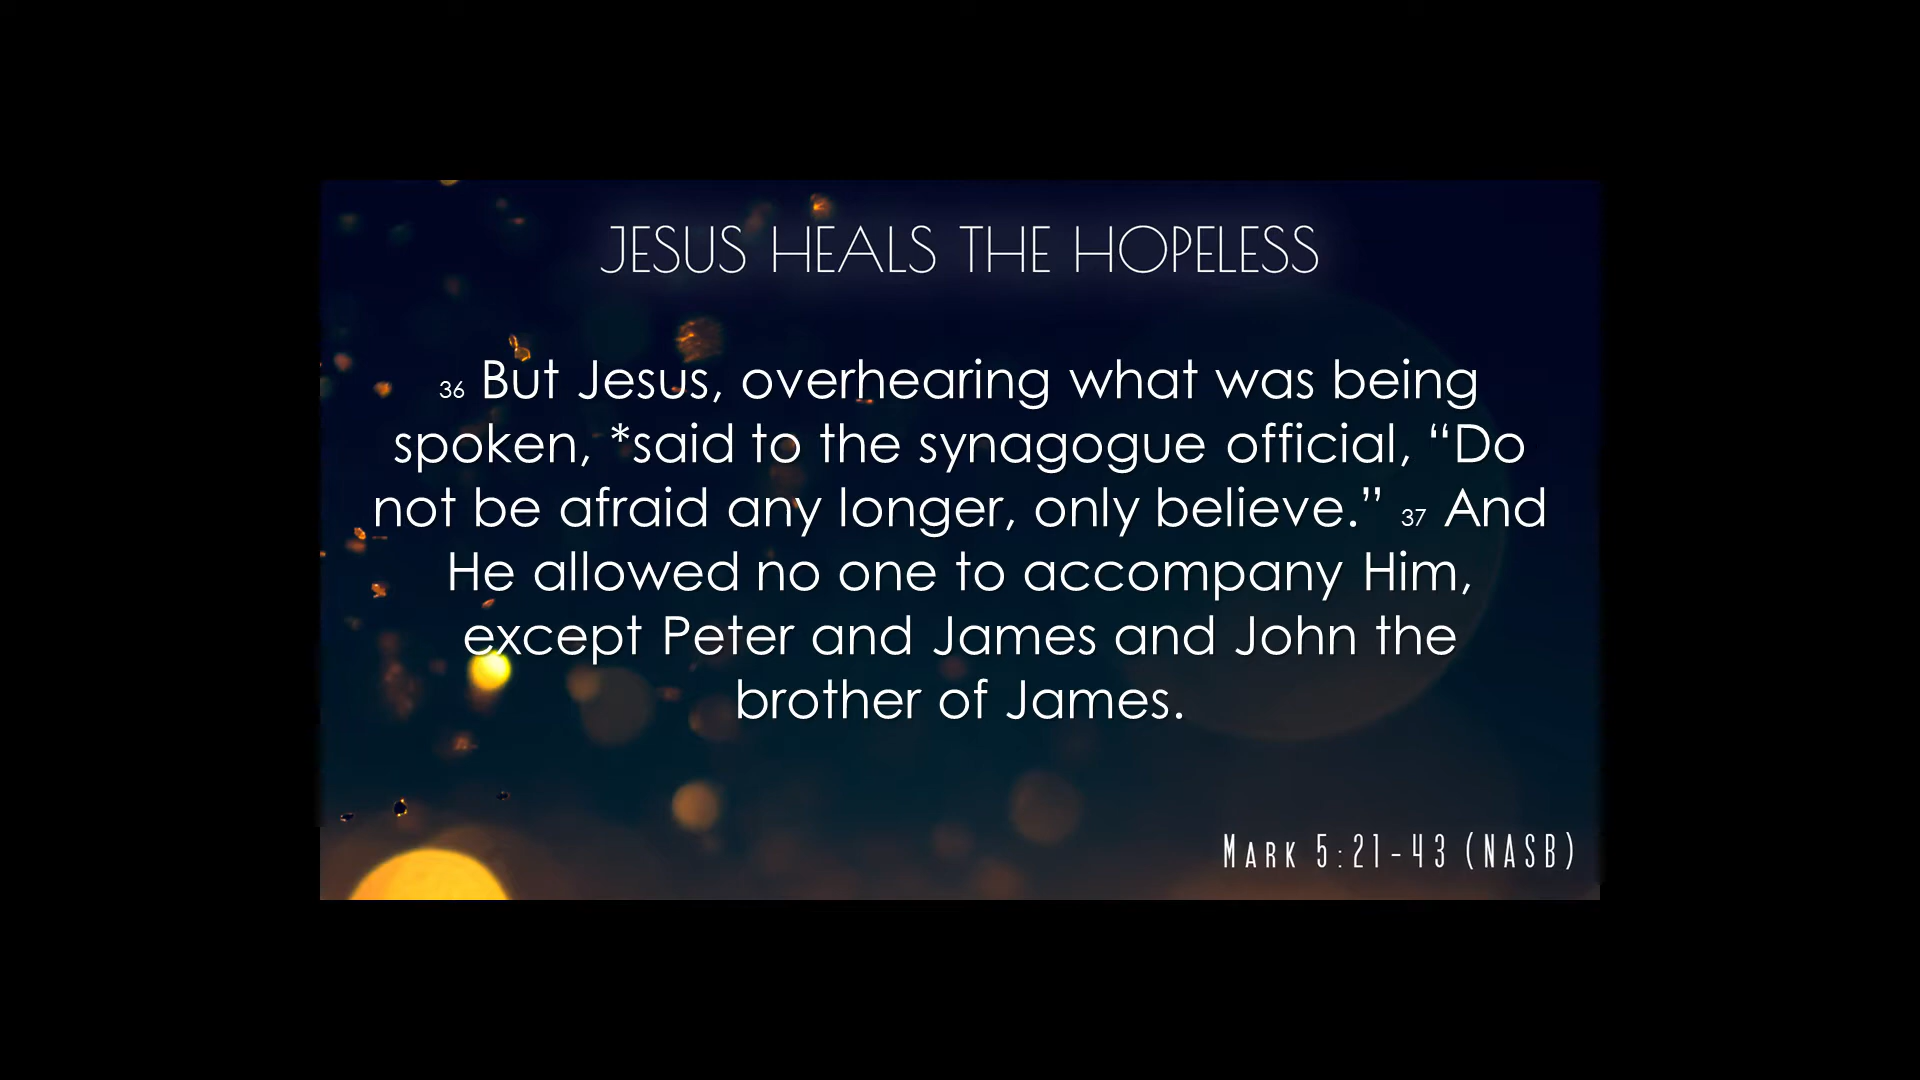 JESUS HEALS THE HOPELESS
36 But Jesus, overhearing what was being
spoken, *said to the synagogue official, “Do
not be afraid any longer, only believe.” 37 And
He allowed no one to accompany Him,
except Peter and James and John the
brother of James.
Mark 5:21-43 (NASB)